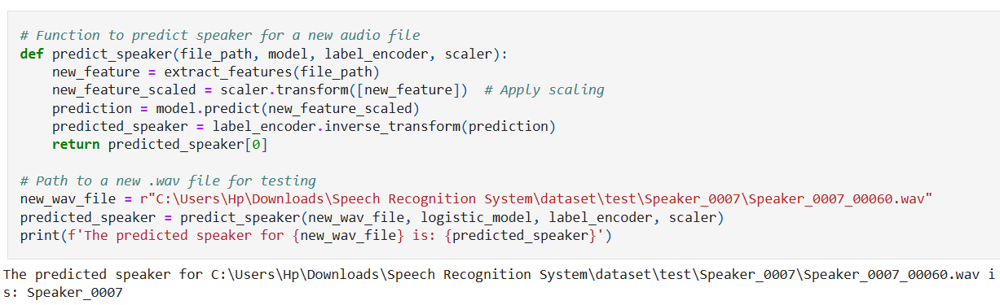 # Function to predict speaker for a new audio file
def predict_speaker(file_path, model, label_encoder, scaler):
    new_feature = extract_features(file_path)
    new_feature_scaled = scaler.transform([new_feature])  # Apply scaling
    prediction = model.predict(new_feature_scaled)
    predicted_speaker = label_encoder.inverse_transform(prediction)
    return predicted_speaker[0]

# Path to a new .wav file for testing
new_wav_file = r"C:\Users\Hp\Downloads\Speech Recognition System\dataset\test\Speaker_0007\Speaker_0007_00060.wav"
predicted_speaker = predict_speaker(new_wav_file, logistic_model, label_encoder, scaler)
print(f'The predicted speaker for {new_wav_file} is: {predicted_speaker}')
The predicted speaker for C:\Users\Hp\Downloads\Speech Recognition System\dataset\test\Speaker_0007\Speaker_0007_00060.wav i
s: Speaker_0007